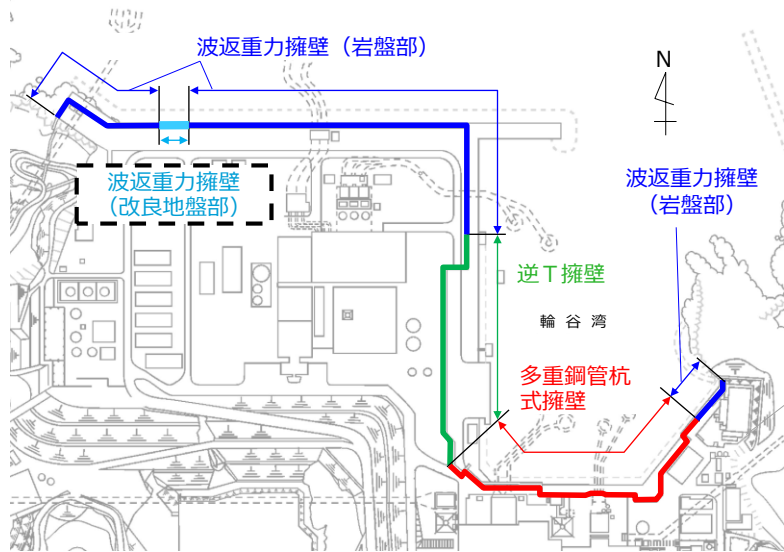 波返重力擁壁（岩盤部）
N
波返重力擁壁
（改良地盤部）
波返重力擁壁
（岩盤部）
逆Ｔ擁壁
輪谷湾
多重鋼管杭
式擁壁